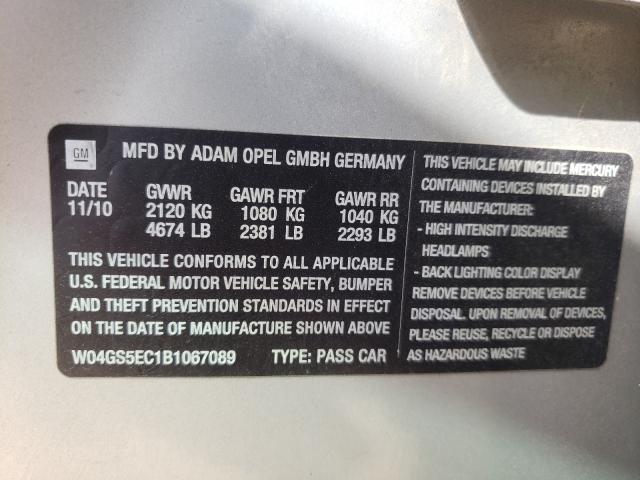 GM
MFD BY ADAM OPEL GMBH GERMANY
DATE GVWR GAWR FRT GAWR RR
11/10 2120 KG 1080 KG 1040 KG
4674 LB 2381 LB 2293 LB
THIS VEHICLE CONFORMS TO ALL APPLICABLE
U.S. FEDERAL MOTOR VEHICLE SAFETY, BUMPER
AND THEFT PREVENTION STANDARDS IN EFFECT
ON THE DATE OF MANUFACTURE SHOWN ABOVE
W04GS5EC1B1067089 TYPE: PASS CAR
THIS VEHICLE MAY INCLUDE MERCURY
CONTAINING DEVICES INSTALLED BY
THE MANUFACTURER:
- HIGH INTENSITY DISCHARGE
HEADLAMPS
- BACK LIGHTING COLOR DISPLAY
REMOVE DEVICES BEFORE VEHICLE
DISPOSAL. UPON REMOVAL OF DEVICES,
PLEASE REUSE, RECYCLE OR DISPOSE
AS HAZARDOUS WASTE